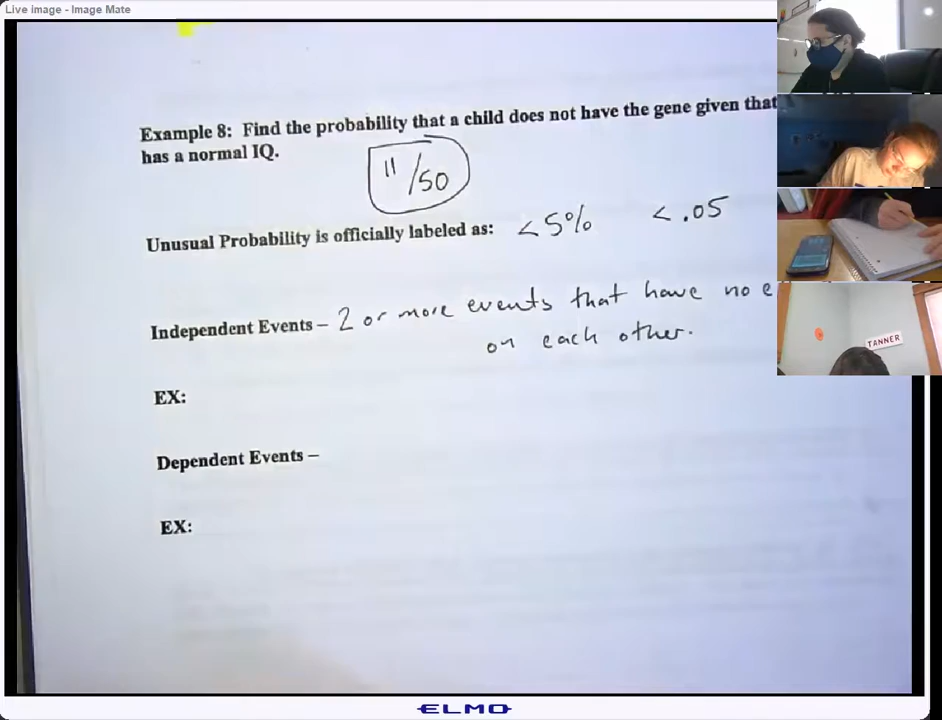 Live image - Image Mate
Example 8: Find the probability that a child does not have the gene given that
has a normal IQ.
11/50
Unusual Probability is officially labeled as: <5% <.05
Independent Events – 2 or more events that have no e
on each other.
TANNER
EX:
Dependent Events –
EX:
ELMO